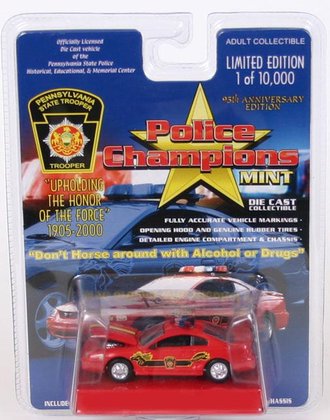 Officially Licensed
Die Cast vehicle
of the
Pennsylvania State Police
Historical, Educational, & Memorial Center
ADULT COLLECTIBLE
LIMITED EDITION
1 of 10,000
95th ANNIVERSARY
EDITION
PENNSYLVANIA
STATE TROOPER
TROOPER
Police
Champions
MINT
"UPHOLDING
THE HONOR
OF THE FORCE"
1905-2000
DIE CAST
COLLECTIBLE
FULLY ACCURATE VEHICLE MARKINGS •
OPENING HOOD AND GENUINE RUBBER TIRES •
DETAILED ENGINE COMPARTMENT & CHASSIS •
"Don't Horse around with Alcohol or Drugs"
INCLUDE
CHASSIS